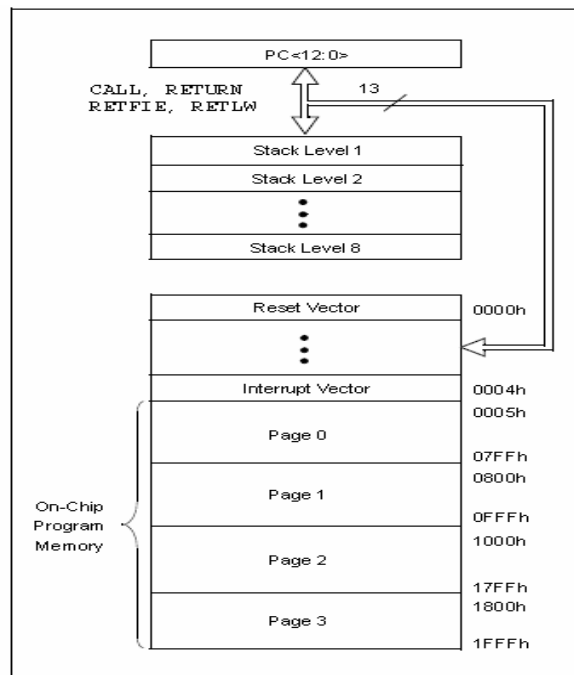 PC<12:0>
CALL, RETURN
RETFIE, RETLW
13
Stack Level 1
Stack Level 2
Stack Level 8
Reset Vector
0000h
Interrupt Vector
0004h
0005h
Page 0
07FFh
0800h
Page 1
0FFFh
On-Chip
Program
Memory
1000h
Page 2
17FFh
1800h
Page 3
1FFFh